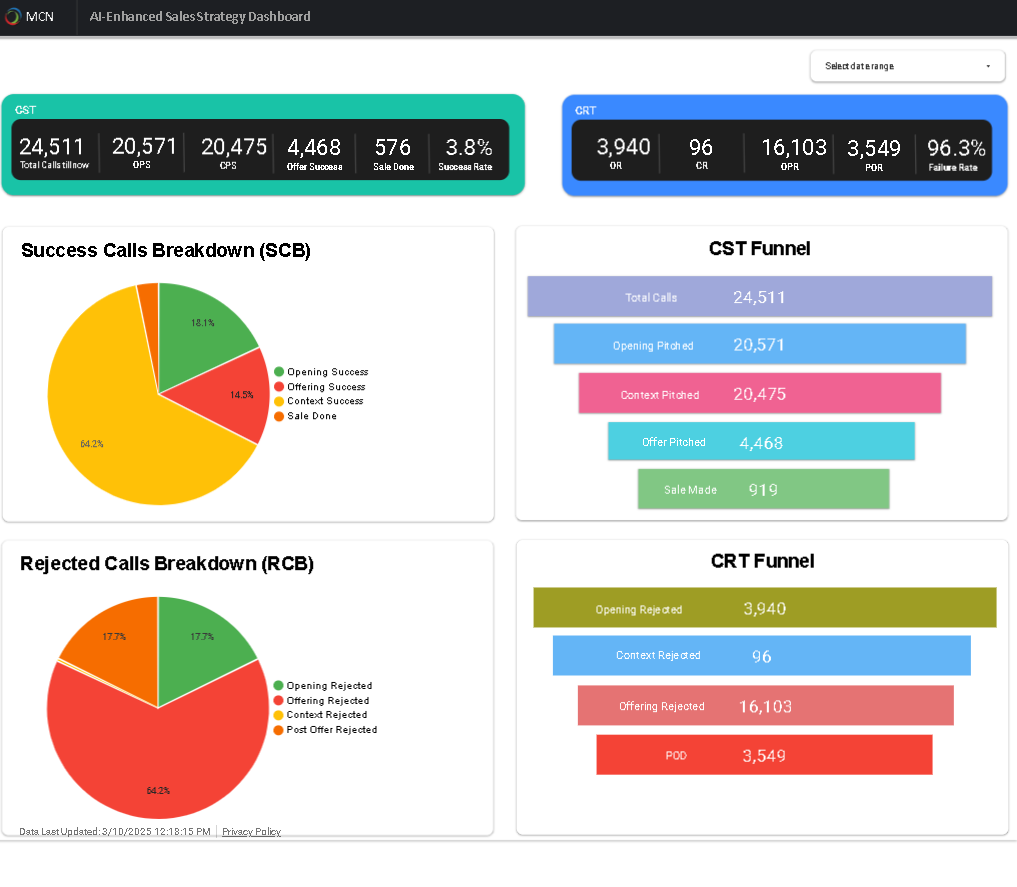 MCN AI-Enhanced Sales Strategy Dashboard
Select date range
CST
24,511 20,571 20,475 4,468 576 3.8%
Total Calls till now OPS CPS Offer Success Sale Done Success Rate
CRT
3,940 96 16,103 3,549 96.3%
OR CR OPR POR Failure Rate
Success Calls Breakdown (SCB)
18.1%
14.5%
64.2%
Opening Success
Offering Success
Context Success
Sale Done
CST Funnel
Total Calls 24,511
Opening Pitched 20,571
Context Pitched 20,475
Offer Pitched 4,468
Sale Made 919
Rejected Calls Breakdown (RCB)
17.7% 17.7%
64.2%
Opening Rejected
Offering Rejected
Context Rejected
Post Offer Rejected
Data Last Updated: 3/10/2025 12:18:15 PM Privacy Policy
CRT Funnel
Opening Rejected 3,940
Context Rejected 96
Offering Rejected 16,103
POD 3,549